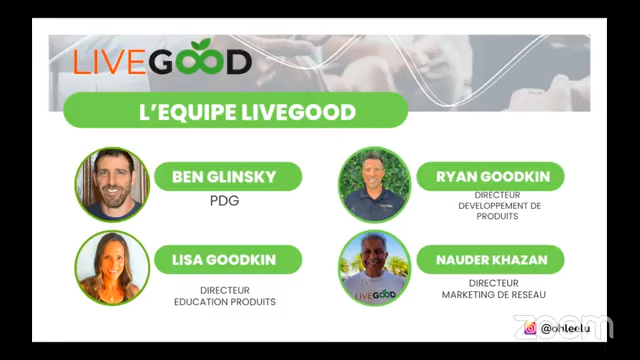 LIVEGOOD
L'EQUIPE LIVEGOOD
BEN GLINSKY
PDG
RYAN GOODKIN
DIRECTEUR
DEVELOPPEMENT DE
PRODUITS
LISA GOODKIN
DIRECTEUR
EDUCATION PRODUITS
NAUDER KHAZAN
DIRECTEUR
MARKETING DE RESEAU
LIVEGOOD
zoom
@ohleelu